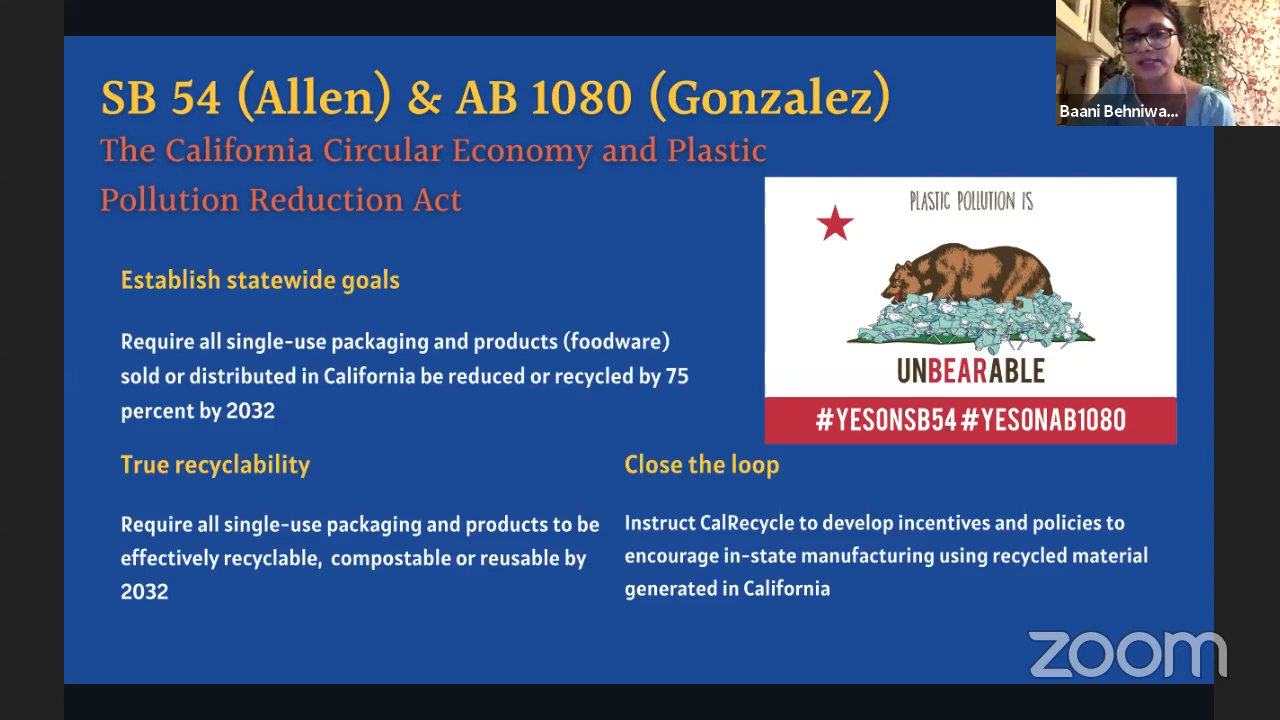 SB 54 (Allen) & AB 1080 (Gonzalez)
The California Circular Economy and Plastic
Pollution Reduction Act
Baani Behniwa...
PLASTIC POLLUTION IS
UNBEARABLE
#YESONSB54 #YESONAB1080
Establish statewide goals
Require all single-use packaging and products (foodware)
sold or distributed in California be reduced or recycled by 75
percent by 2032
True recyclability
Require all single-use packaging and products to be
effectively recyclable, compostable or reusable by
2032
Close the loop
Instruct CalRecycle to develop incentives and policies to
encourage in-state manufacturing using recycled material
generated in California
zoom